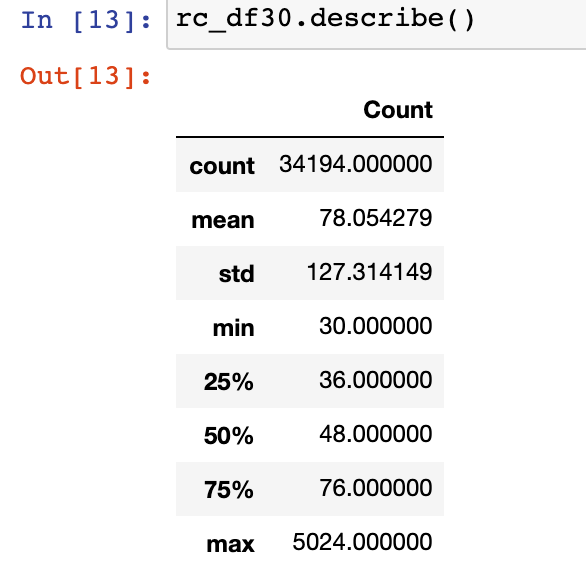 In [13]: rc_df30.describe()
Out[13]:
Count
count 34194.000000
mean 78.054279
std 127.314149
min 30.000000
25% 36.000000
50% 48.000000
75% 76.000000
max 5024.000000